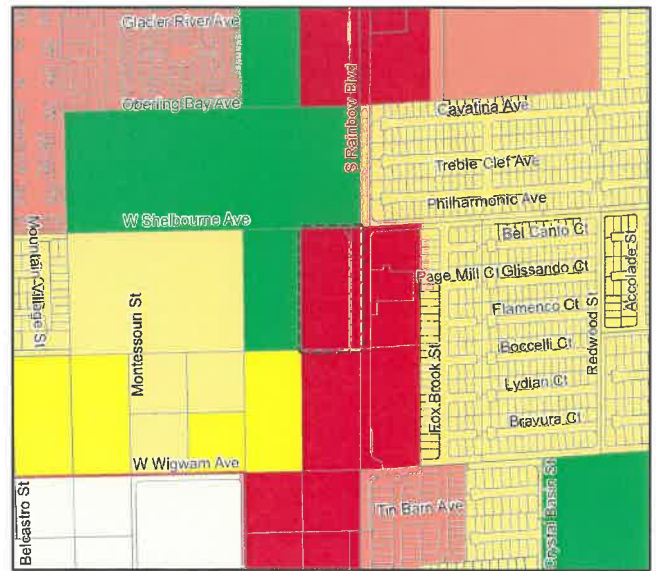 Glacier River Ave
Opening Bay Ave
S Rainbow Blvd
Cavatina Ave
Treble Clef Ave
Philharmonic Ave
W Shelbourne Ave
Mountain Village St
Montessouri St
Bel Canto Ct
Page Mill Ct
Glissando Ct
Accolade St
Flamenco Ct
Redwood St
Boccelli Ct
Fox Brook St
Lydian Ct
Bravura Ct
W Wigwam Ave
Belcastro St
Tin Barn Ave
Crystal Basin St